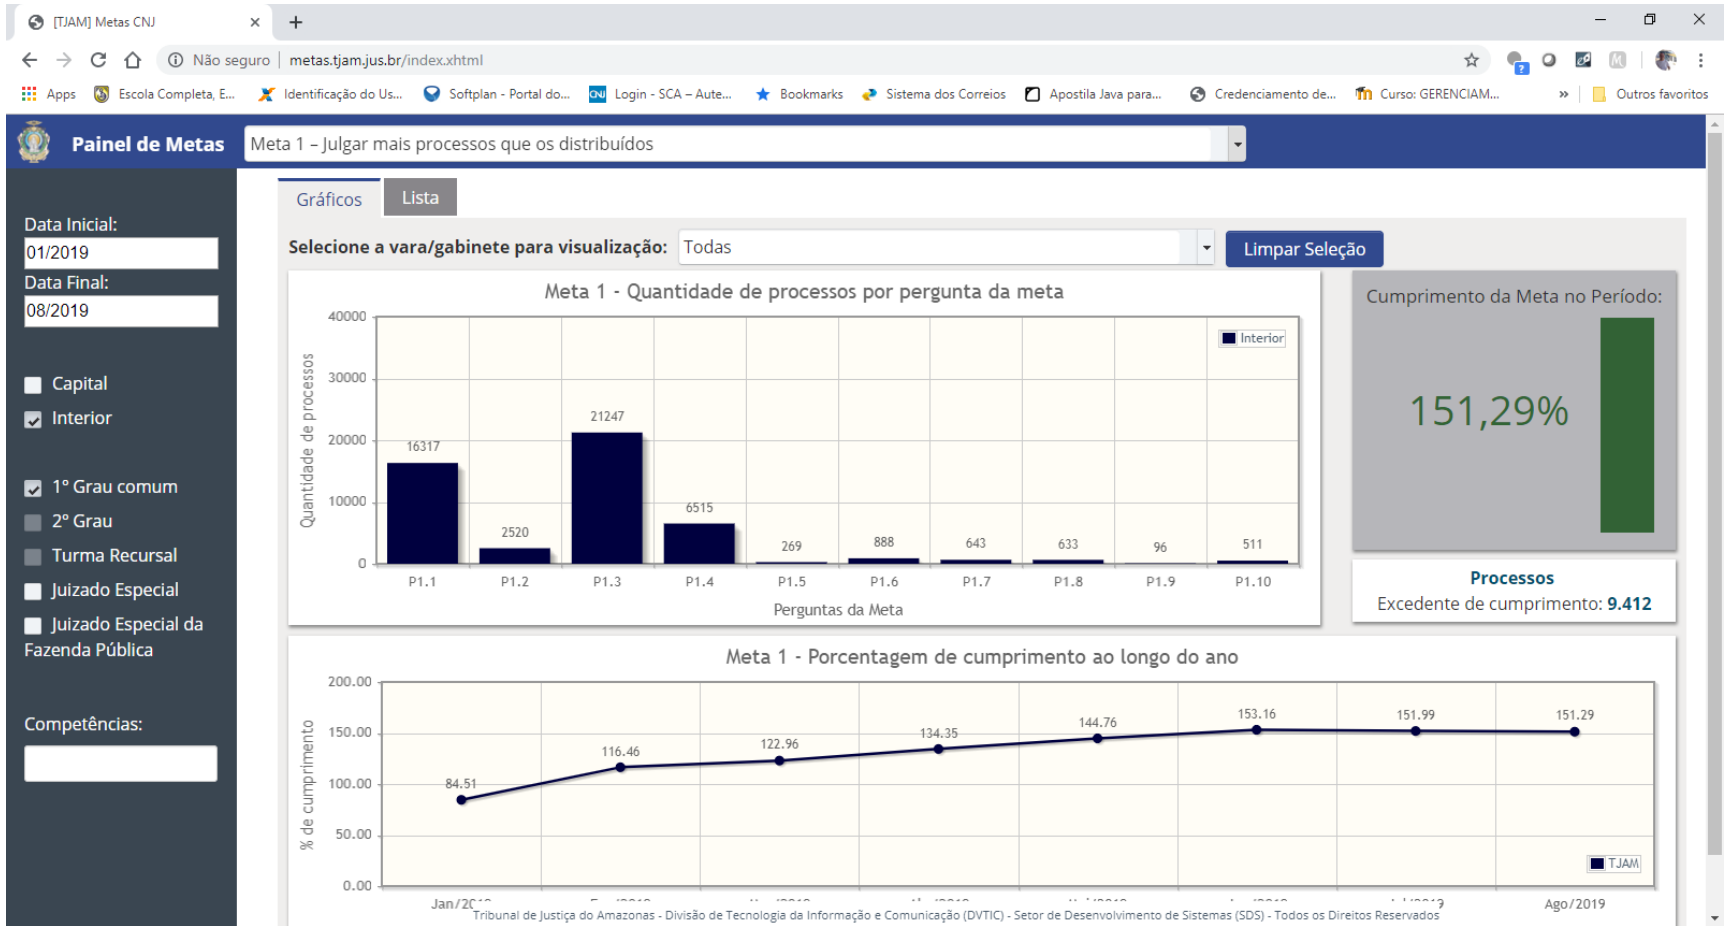 [TJAM] Metas CNJ
Não seguro | metas.tjam.jus.br/index.xhtml
Apps Escola Completa, E... Identificação do Us... Softplan - Portal do... CNJ Login - SCA – Aute... Bookmarks Sistema dos Correios Apostila Java para... Credenciamento de... Curso: GERENCIAM... » Outros favoritos
Painel de Metas Meta 1 – Julgar mais processos que os distribuídos
Gráficos Lista
Data Inicial:
01/2019
Data Final:
08/2019
Capital
Interior
1º Grau comum
2º Grau
Turma Recursal
Juizado Especial
Juizado Especial da
Fazenda Pública
Competências:
Selecione a vara/gabinete para visualização: Todas Limpar Seleção
Meta 1 - Quantidade de processos por pergunta da meta
Quantidade de processos
40000
30000
20000
10000
0
Interior
16317
2520
21247
6515
269
888
643
633
96
511
P1.1 P1.2 P1.3 P1.4 P1.5 P1.6 P1.7 P1.8 P1.9 P1.10
Perguntas da Meta
Cumprimento da Meta no Período:
151,29%
Processos
Excedente de cumprimento: 9.412
Meta 1 - Porcentagem de cumprimento ao longo do ano
% de cumprimento
200.00
150.00
100.00
50.00
0.00
84.51
116.46
122.96
134.35
144.76
153.16
151.99
151.29
TJAM
Ago/2019
Tribunal de Justiça do Amazonas - Divisão de Tecnologia da Informação e Comunicação (DVTIC) - Setor de Desenvolvimento de Sistemas (SDS) - Todos os Direitos Reservados